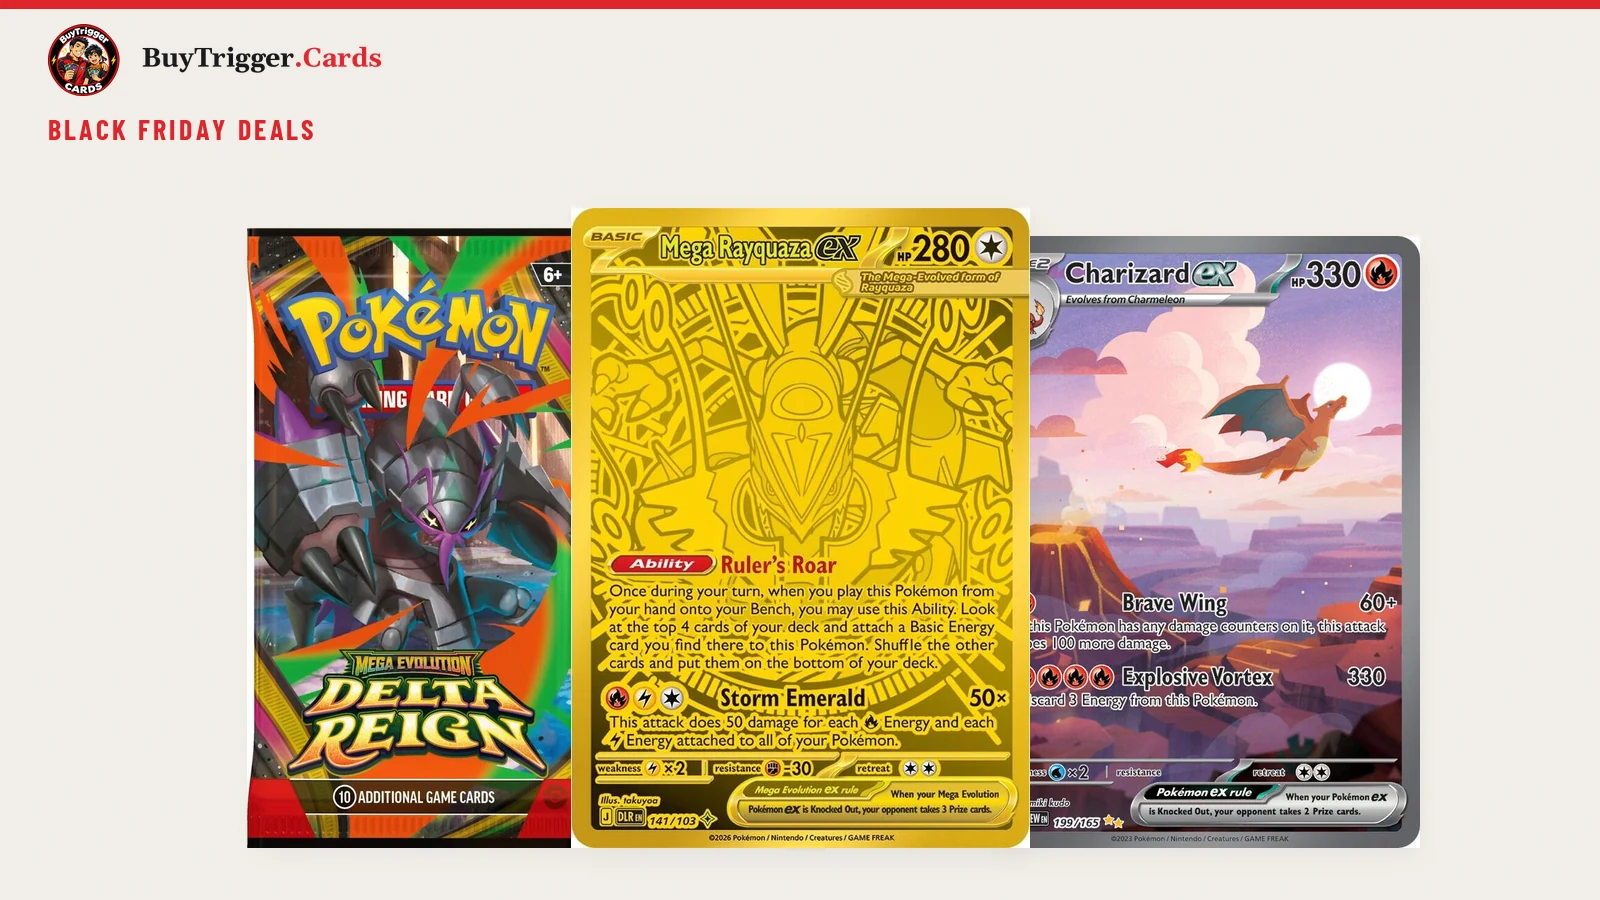 BuyTrigger
CARDS
BuyTrigger.Cards
BLACK FRIDAY DEALS
6+
POKéMON
TM
MEGA EVOLUTION
DELTA
REIGN
10 ADDITIONAL GAME CARDS
BASIC
Mega Rayquaza ex
HP 280
The Mega-Evolved form of
Rayquaza
Ability Ruler's Roar
Once during your turn, when you play this Pokémon from
your hand onto your Bench, you may use this Ability. Look
at the top 4 cards of your deck and attach a Basic Energy
card you find there to this Pokémon. Shuffle the other
cards and put them on the bottom of your deck.
Storm Emerald 50×
This attack does 50 damage for each Energy and each
Energy attached to all of your Pokémon.
weakness ×2 resistance -30 retreat
Mega Evolution ex rule When your Mega Evolution
Pokémon ex is Knocked Out, your opponent takes 3 Prize cards.
Illus. takuyoa
J DLR EN 141/103
©2026 Pokémon / Nintendo / Creatures / GAME FREAK
Charizard ex
HP 330
Evolves from Charmeleon
Brave Wing 60+
this Pokémon has any damage counters on it, this attack
100 more damage.
Explosive Vortex 330
3 Energy from this Pokémon.
×2 resistance retreat
Pokémon ex rule When your Pokémon ex
is Knocked Out, your opponent takes 2 Prize cards.
kudo
EN 199/165
©2023 Pokémon / Nintendo / Creatures / GAME FREAK